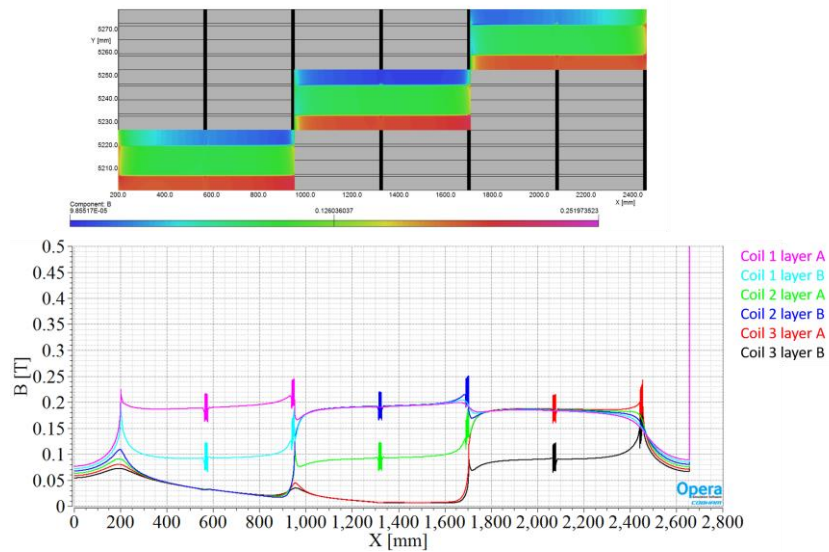 5270.0
Y [mm]
5260.0
5250.0
5240.0
5230.0
5220.0
5210.0
200.0 400.0 600.0 800.0 1000.0 1200.0 1400.0 1600.0 1800.0 2000.0 2200.0 2400.0
X [mm]
Component: B
9.85517E-05 0.126036037 0.251973523
0.5
0.45
0.4
0.35
0.3
0.25
0.2
0.15
0.1
0.05
0
B [T]
0 200 400 600 800 1,000 1,200 1,400 1,600 1,800 2,000 2,200 2,400 2,600 2,800
X [mm]
Coil 1 layer A
Coil 1 layer B
Coil 2 layer A
Coil 2 layer B
Coil 3 layer A
Coil 3 layer B
Opera